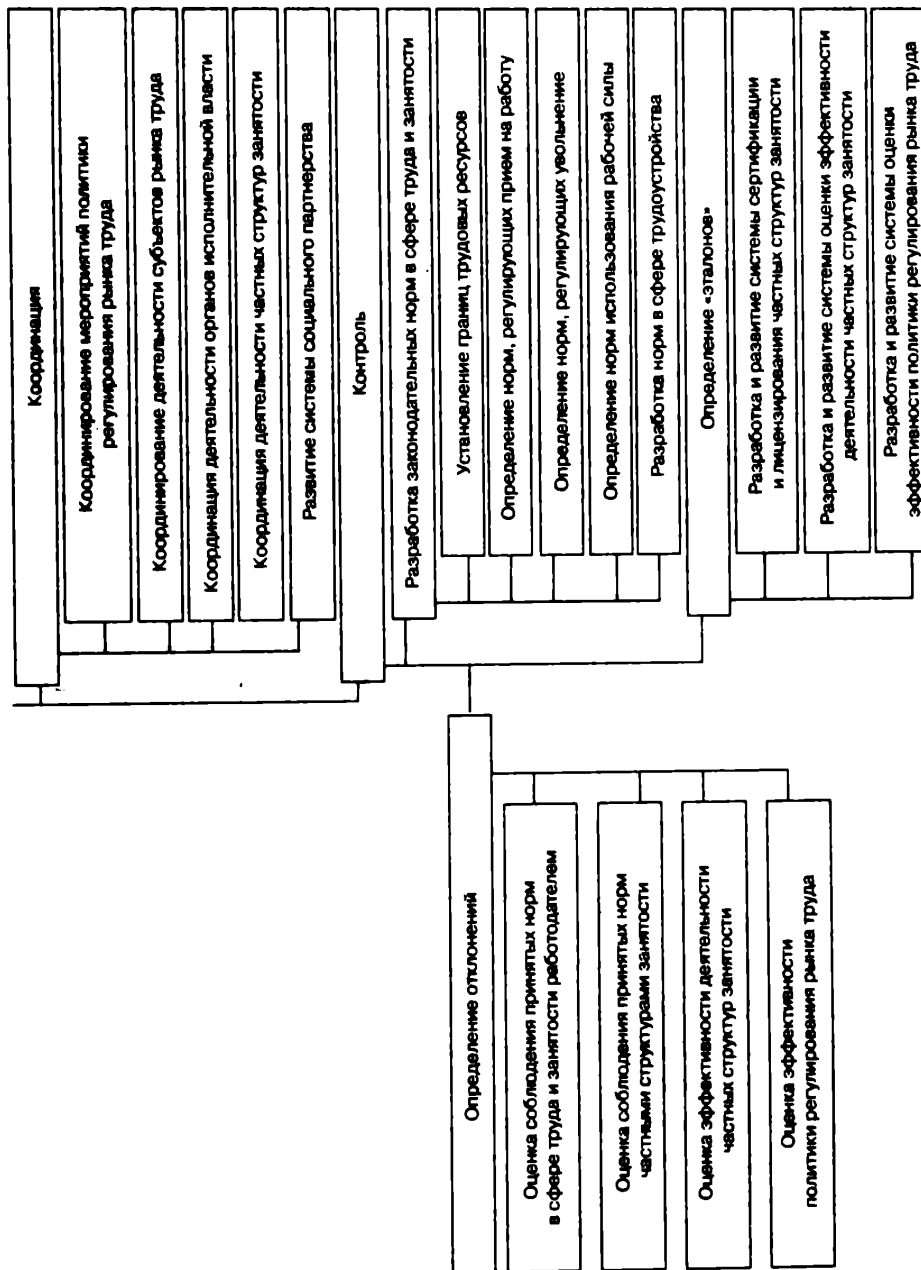 Координация
Координирование мероприятий политики
регулирования рынка труда
Координирование деятельности субъектов рынка труда
Координация деятельности органов исполнительной власти
Координация деятельности частных структур занятости
Развитие системы социального партнерства
Контроль
Разработка законодательных норм в сфере труда и занятости
Установление границ трудовых ресурсов
Определение норм, регулирующих прием на работу
Определение норм, регулирующих увольнение
Определение норм использования рабочей силы
Разработка норм в сфере трудоустройства
Определение «эталонов»
Разработка и развитие системы сертификации
и лицензирования частных структур занятости
Разработка и развитие системы оценки эффективности
деятельности частных структур занятости
Разработка и развитие системы оценки
эффективности политики регулирования рынка труда
Определение отклонений
Оценка соблюдения принятых норм
в сфере труда и занятости работодателем
Оценка соблюдения принятых норм
частными структурами занятости
Оценка эффективности деятельности
частных структур занятости
Оценка эффективности
политики регулирования рынка труда